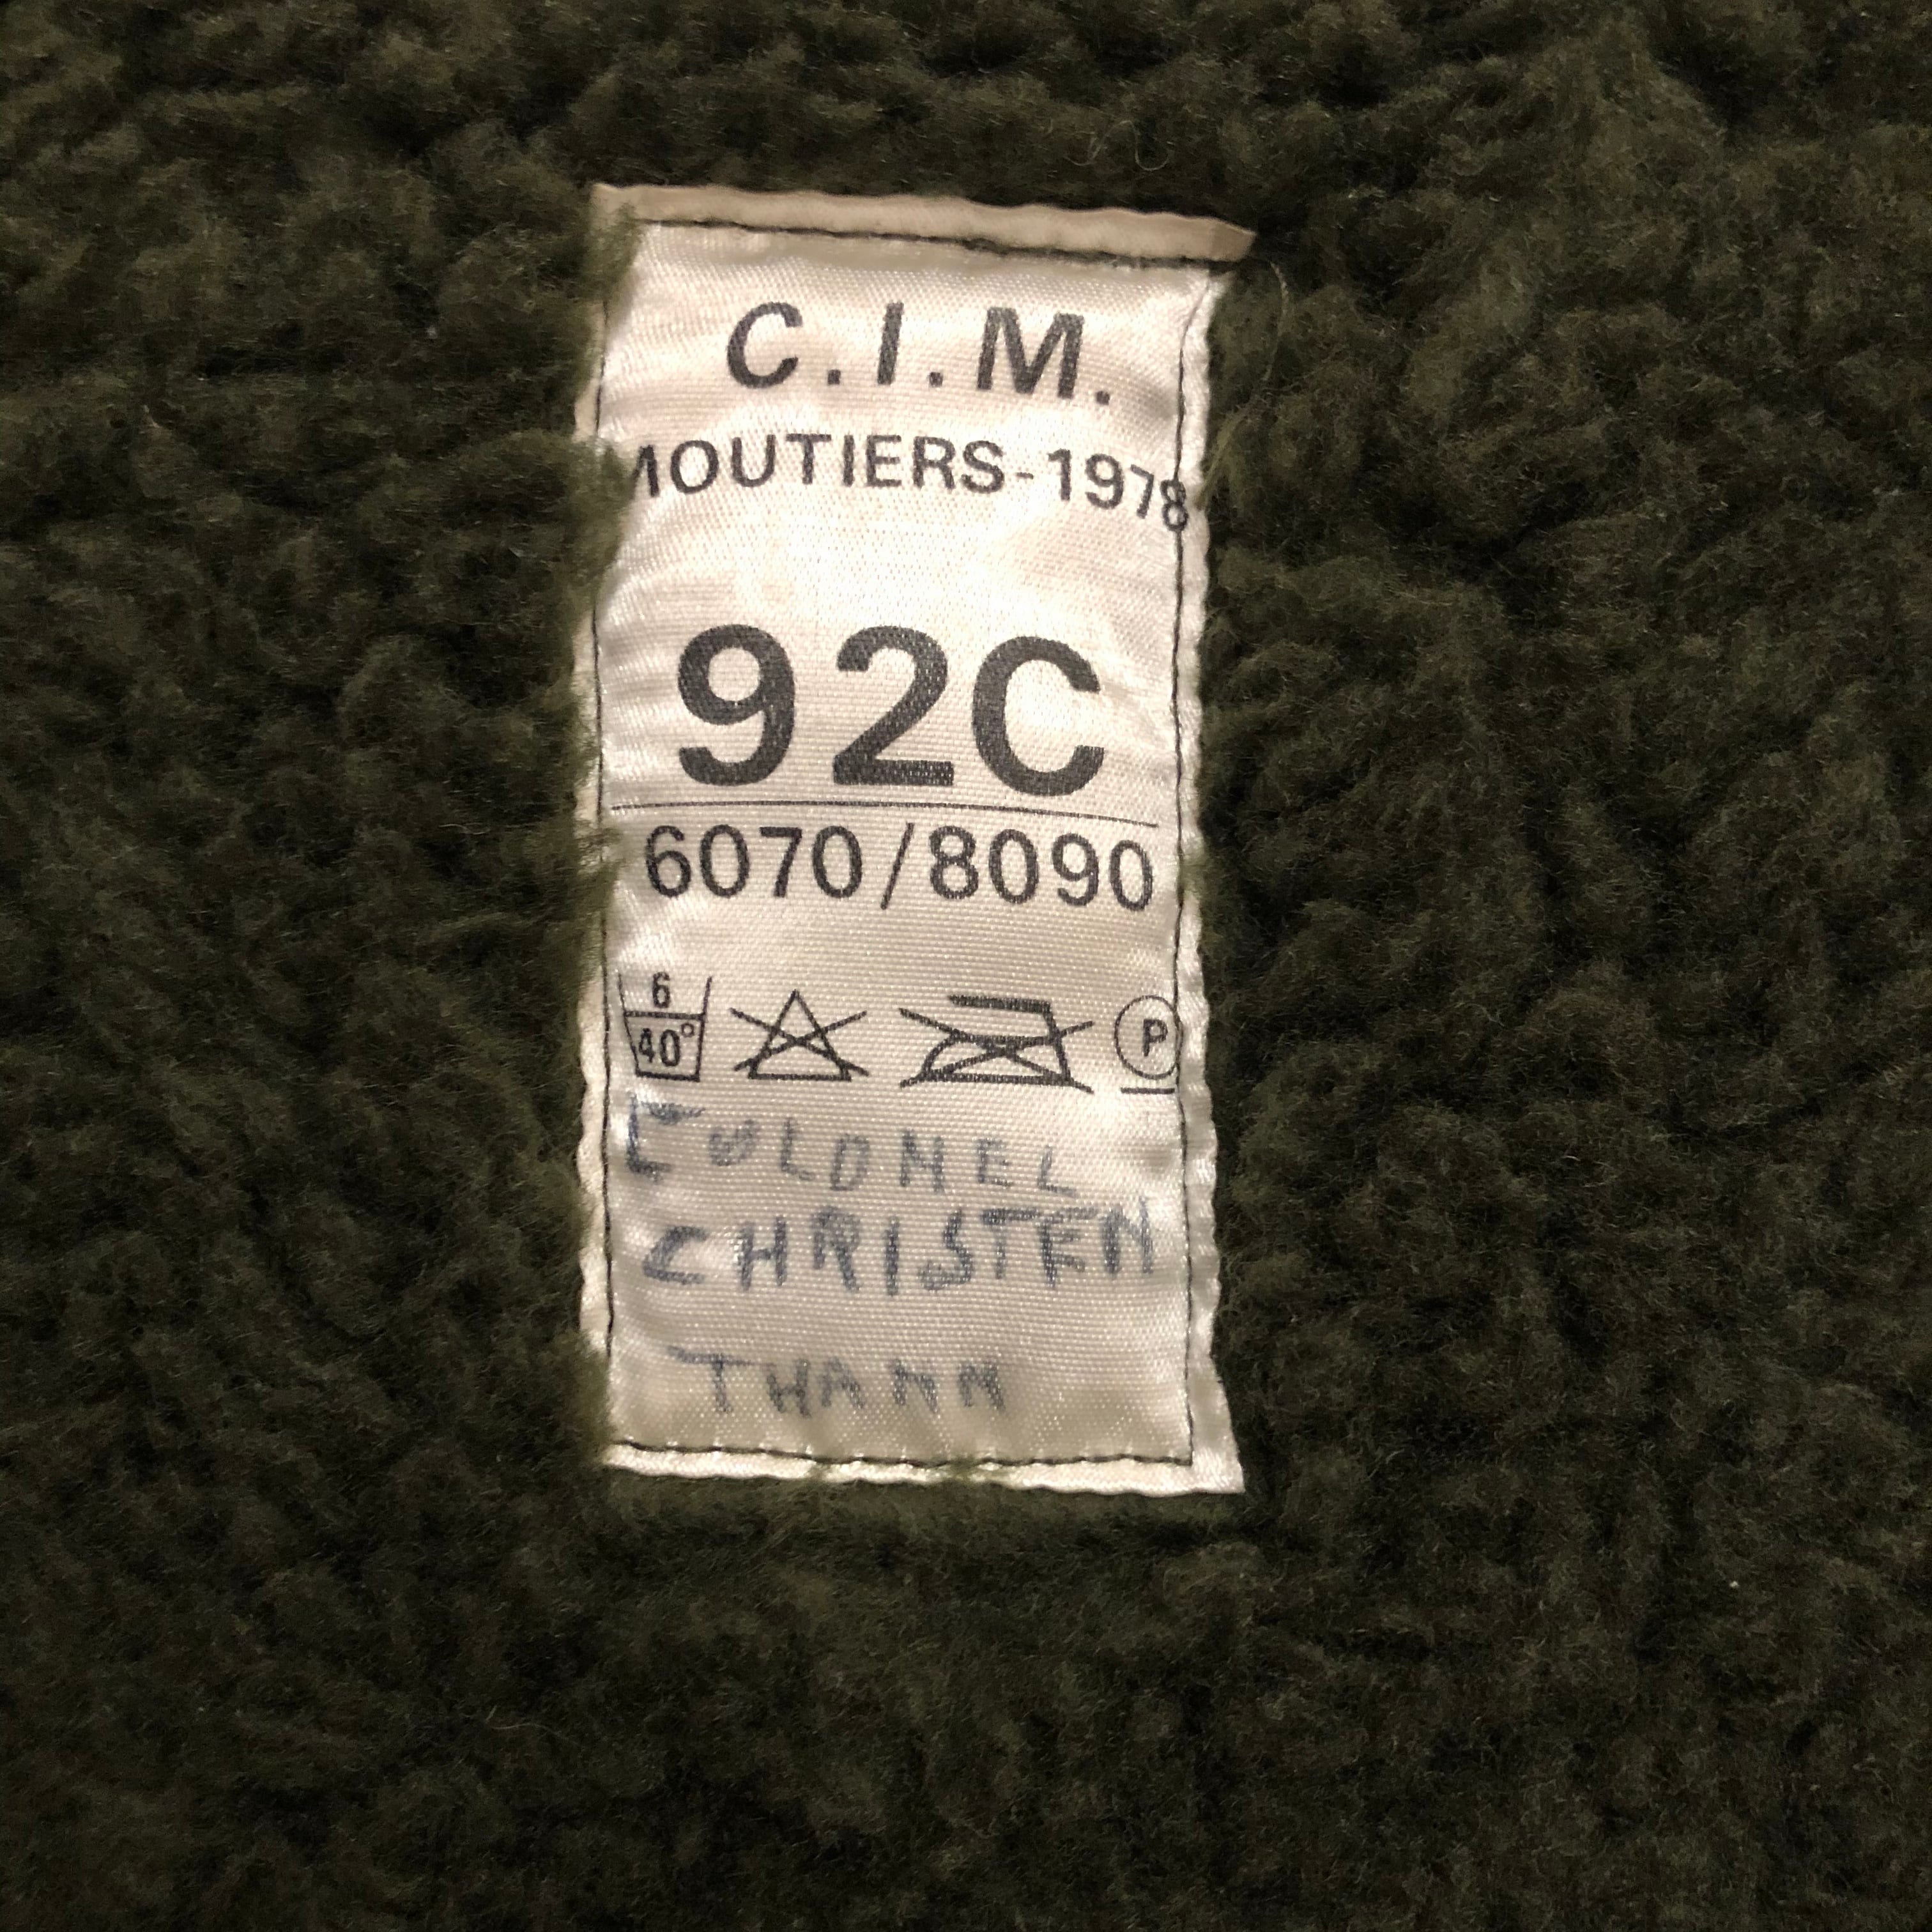 C.I.M.
MOUTIERS-1978
92C
6070/8090
6
40°
P
COLONEL
CHRISTEN
THANN